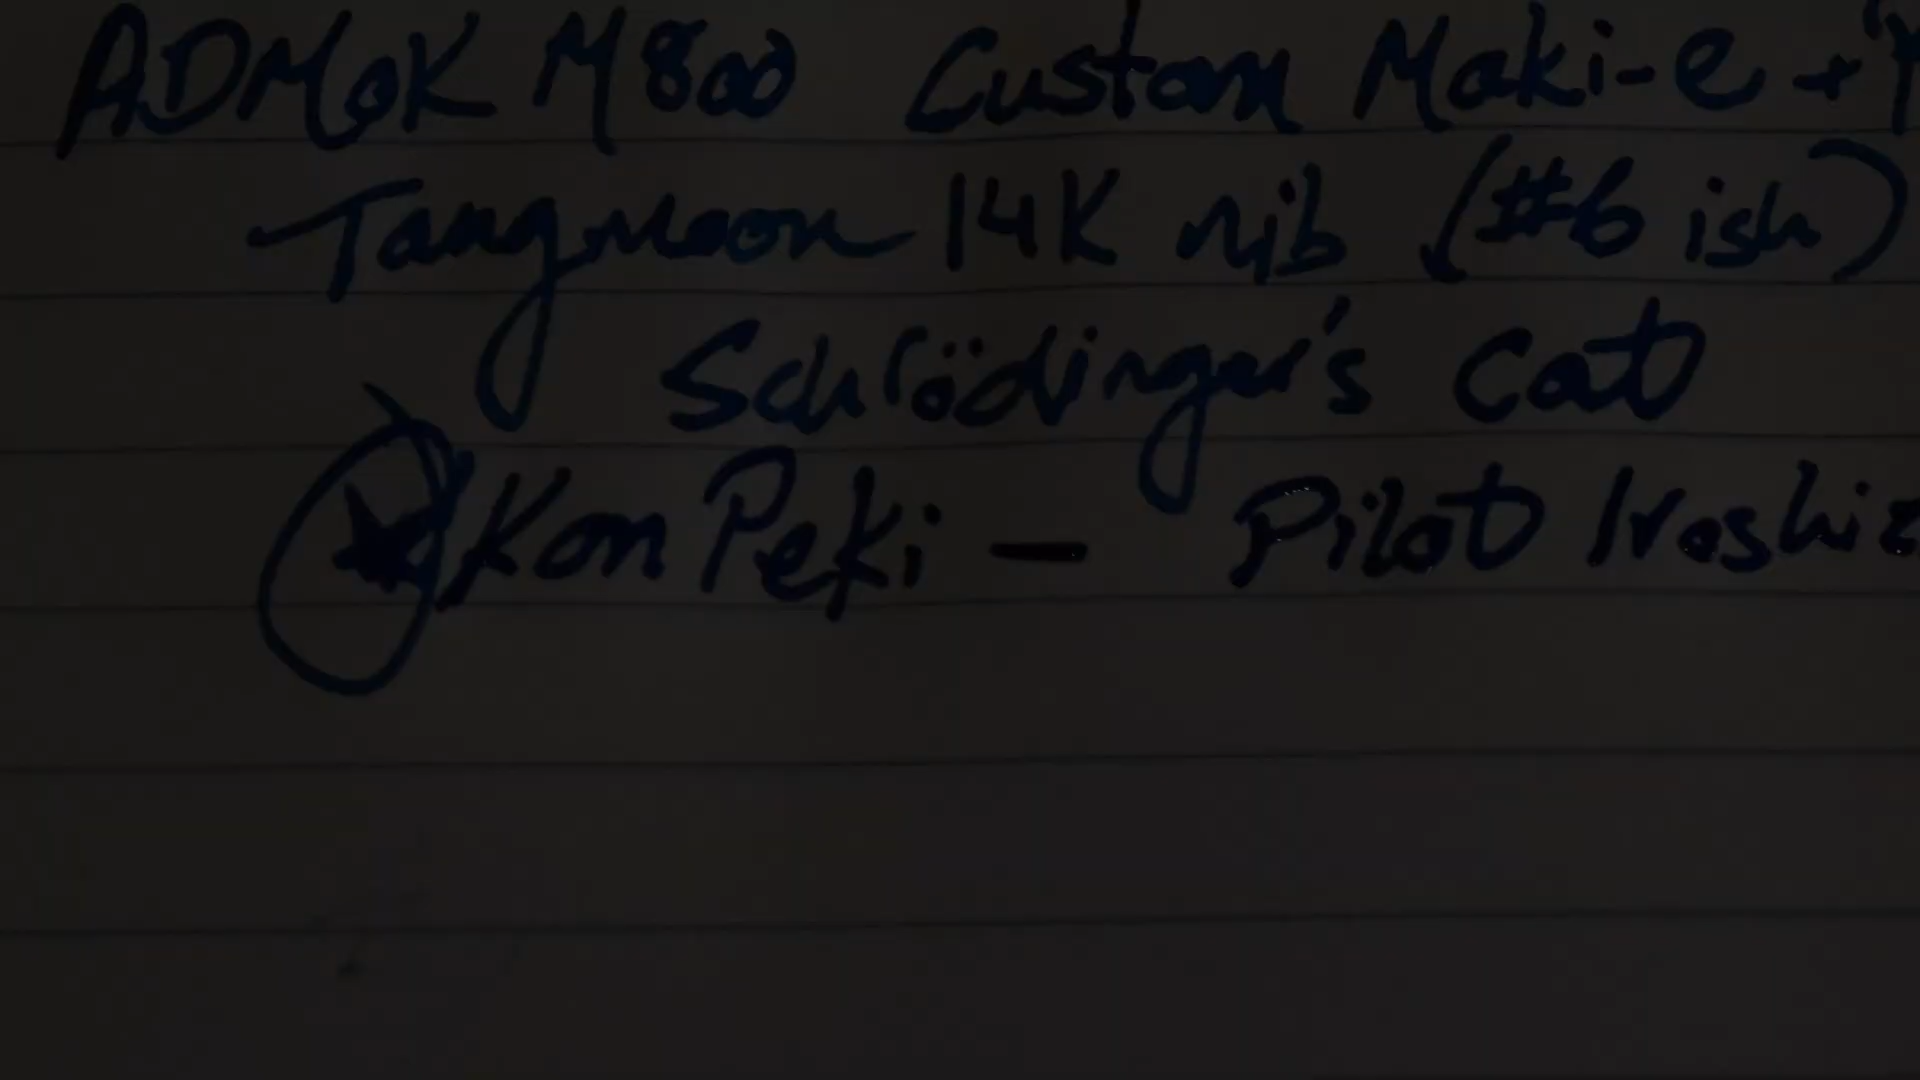 ADMoK M800 Custom Maki-e +
Tangmoon 14K nib (#6 ish)
Schrödinger's cat
Kon Peki - Pilot Iroshiz